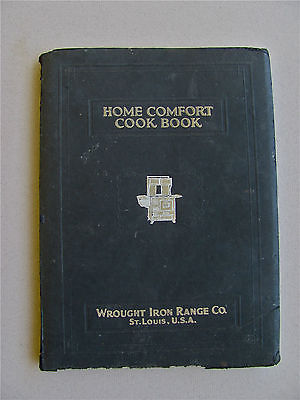 HOME COMFORT
COOK BOOK
WROUGHT IRON RANGE CO.
ST. LOUIS, U.S.A.